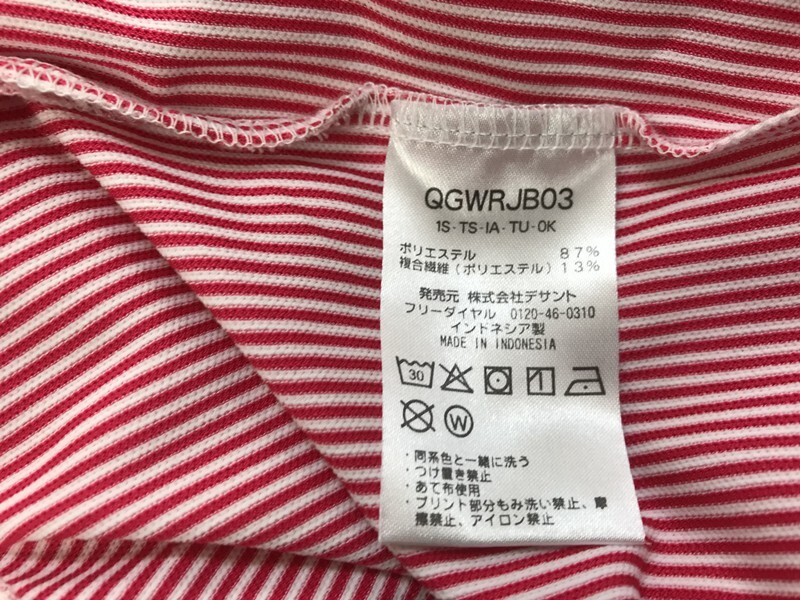 QGWRJB03
1S-TS-IA-TU-0K
ポリエステル 87%
複合繊維(ポリエステル)13%
発売元 株式会社デサント
フリーダイヤル 0120-46-0310
インドネシア製
MADE IN INDONESIA
30
W
・同系色と一緒に洗う
・つけ置き禁止
・あて布使用
・プリント部分もみ洗い禁止、摩
擦禁止、アイロン禁止